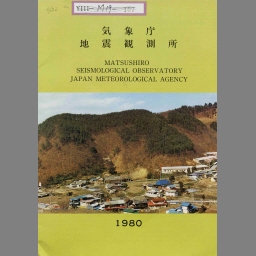 気象庁
地震観測所
MATSUSHIRO
SEISMOLOGICAL OBSERVATORY
JAPAN METEOROLOGICAL AGENCY
1980